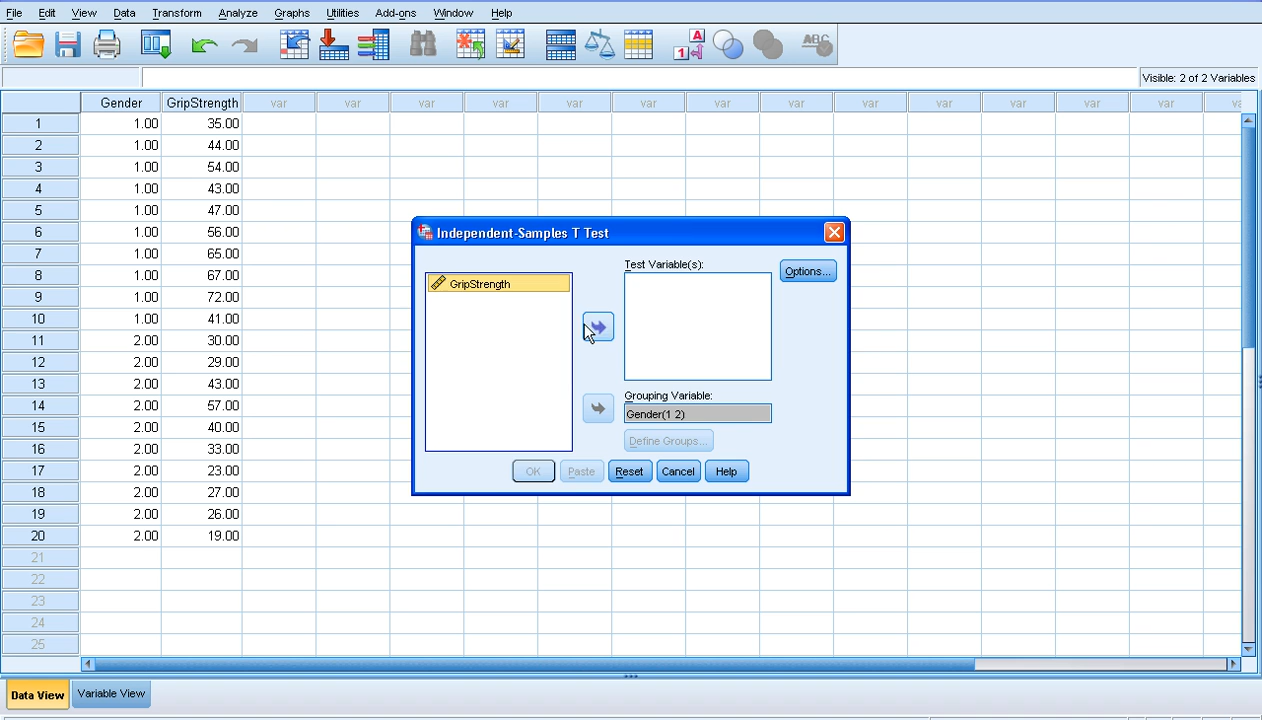 File Edit View Data Transform Analyze Graphs Utilities Add-ons Window Help
1 A ABC
Visible: 2 of 2 Variables
Gender GripStrength var var var var var var var var var var var var var va
1 1.00 35.00
2 1.00 44.00
3 1.00 54.00
4 1.00 43.00
5 1.00 47.00
6 1.00 56.00
7 1.00 65.00
8 1.00 67.00
9 1.00 72.00
10 1.00 41.00
11 2.00 30.00
12 2.00 29.00
13 2.00 43.00
14 2.00 57.00
15 2.00 40.00
16 2.00 33.00
17 2.00 23.00
18 2.00 27.00
19 2.00 26.00
20 2.00 19.00
21
22
23
24
25
Independent-Samples T Test
Test Variable(s):
Options...
GripStrength
Grouping Variable:
Gender(1 2)
Define Groups...
OK Paste Reset Cancel Help
Data View Variable View